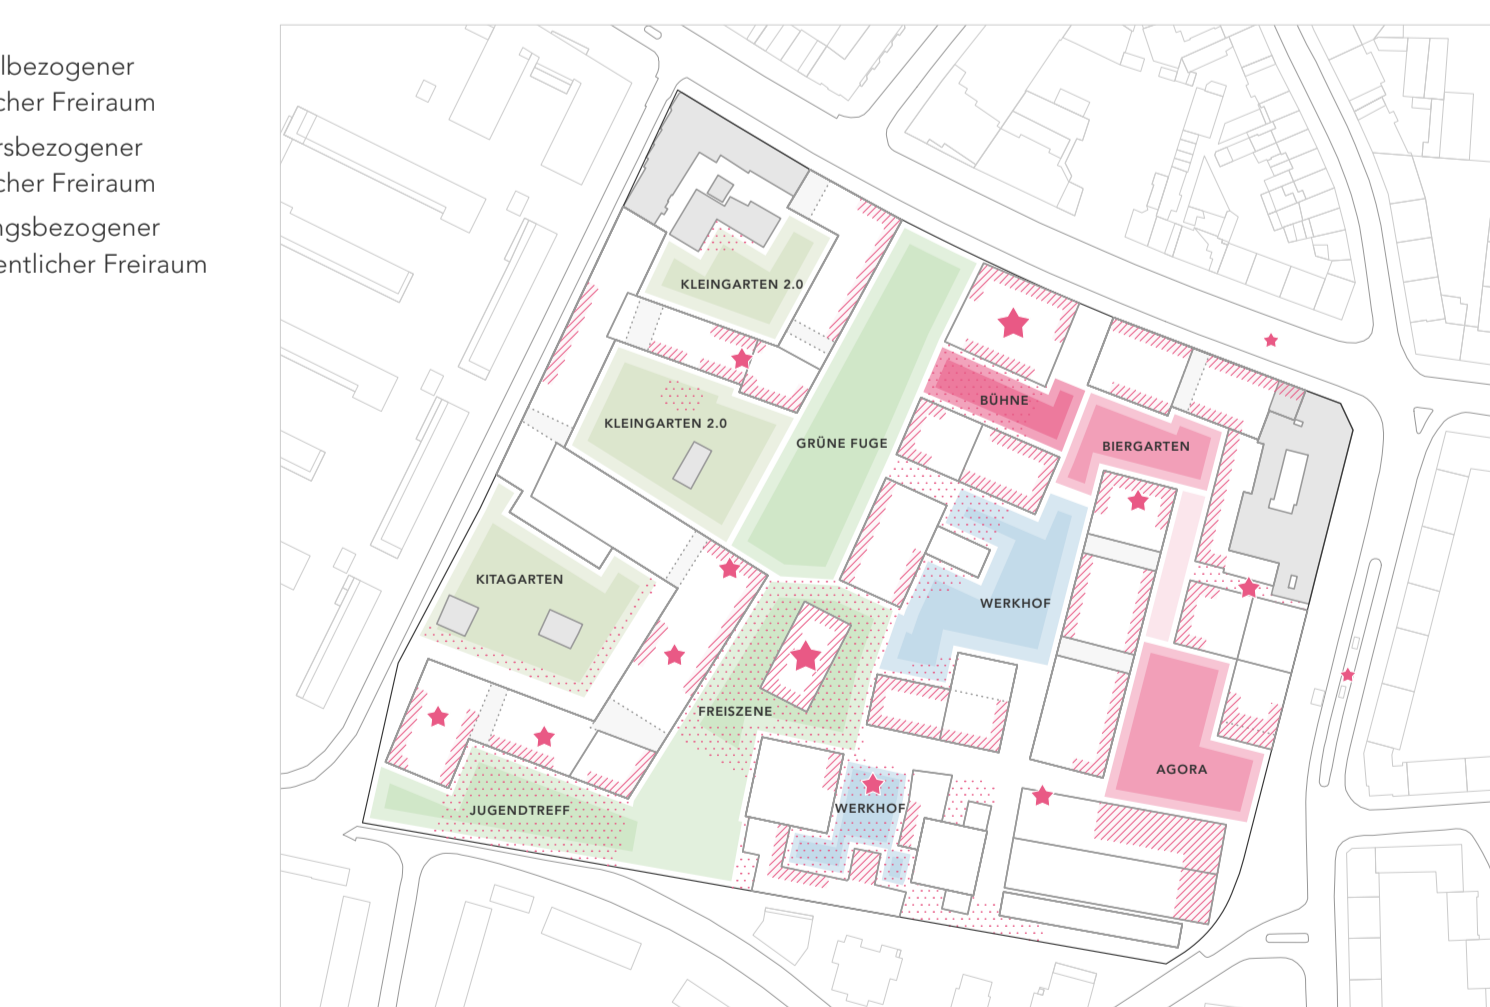 lbezogener
cher Freiraum
rsbezogener
cher Freiraum
ngsbezogener
entlicher Freiraum
KLEINGARTEN 2.0
KLEINGARTEN 2.0
GRÜNE FUGE
BÜHNE
BIERGARTEN
KITAGARTEN
WERKHOF
FREISZENE
AGORA
JUGENDTREFF
WERKHOF